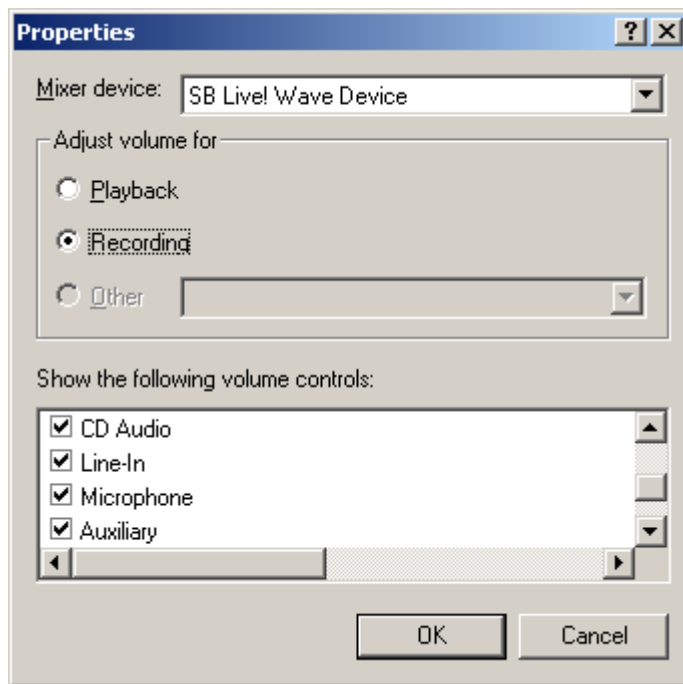 Properties
Mixer device: SB Live! Wave Device
Adjust volume for
Playback
Recording
Other
Show the following volume controls:
CD Audio
Line-In
Microphone
Auxiliary
OK Cancel